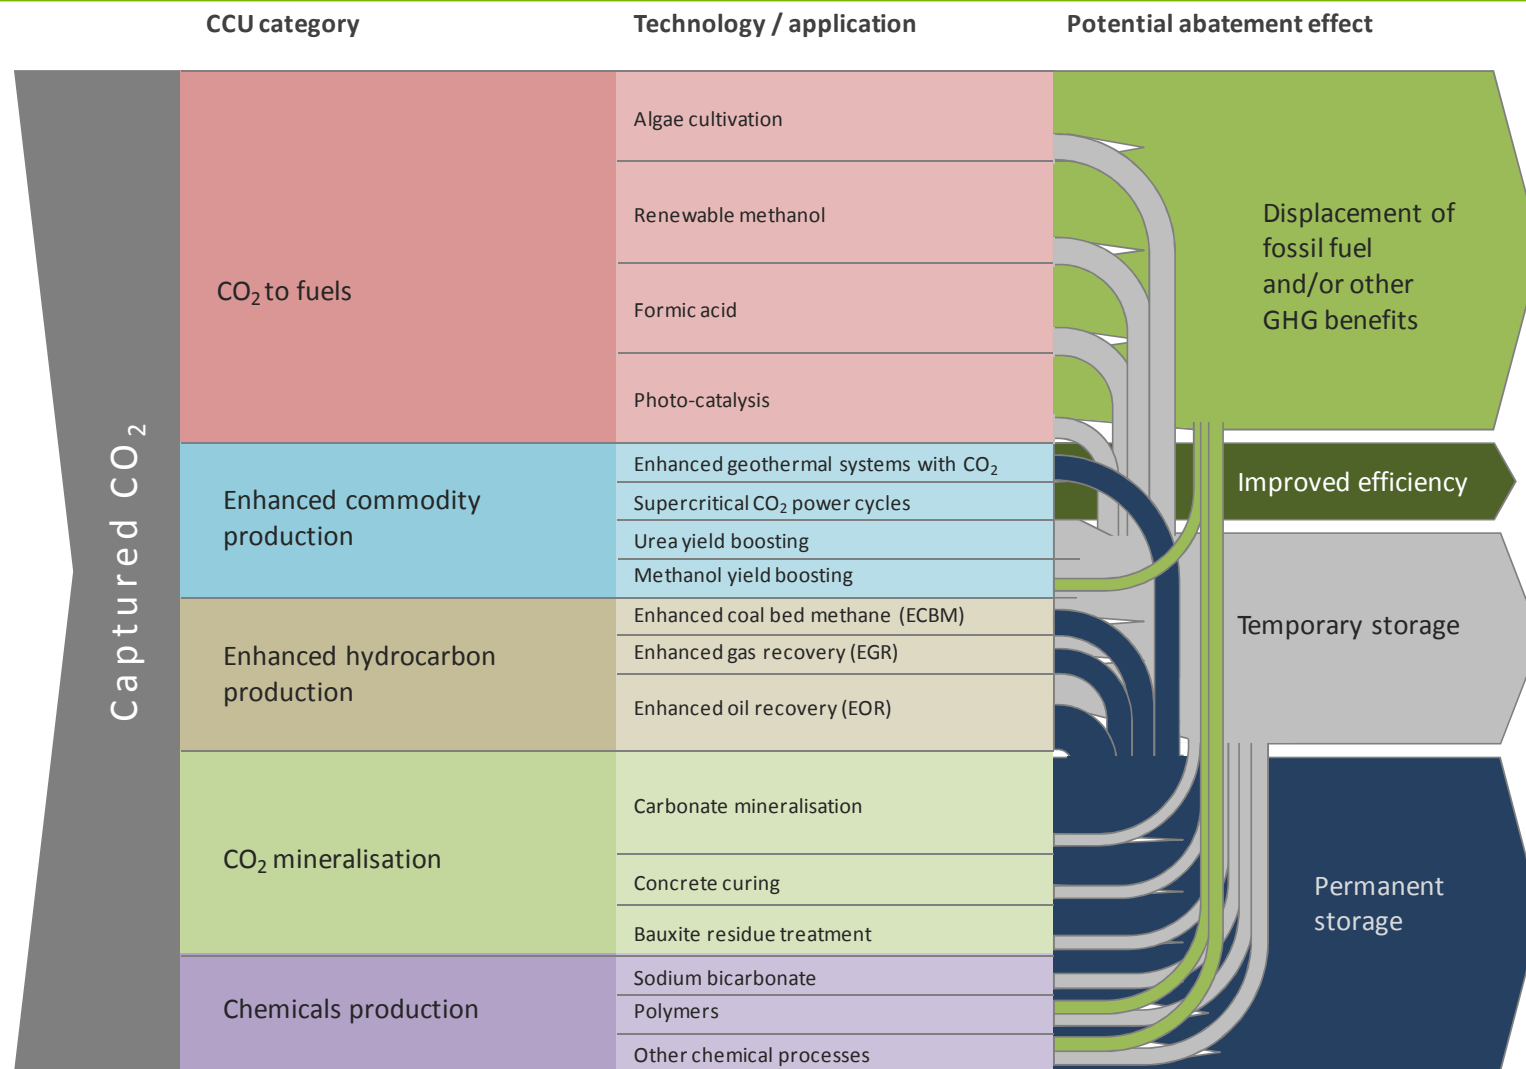 CCU category
Technology / application
Potential abatement effect
Captured CO₂
CO₂ to fuels
Algae cultivation
Renewable methanol
Formic acid
Photo-catalysis
Displacement of
fossil fuel
and/or other
GHG benefits
Enhanced commodity
production
Enhanced geothermal systems with CO₂
Supercritical CO₂ power cycles
Urea yield boosting
Methanol yield boosting
Improved efficiency
Enhanced hydrocarbon
production
Enhanced coal bed methane (ECBM)
Enhanced gas recovery (EGR)
Enhanced oil recovery (EOR)
Temporary storage
CO₂ mineralisation
Carbonate mineralisation
Concrete curing
Bauxite residue treatment
Permanent
storage
Chemicals production
Sodium bicarbonate
Polymers
Other chemical processes